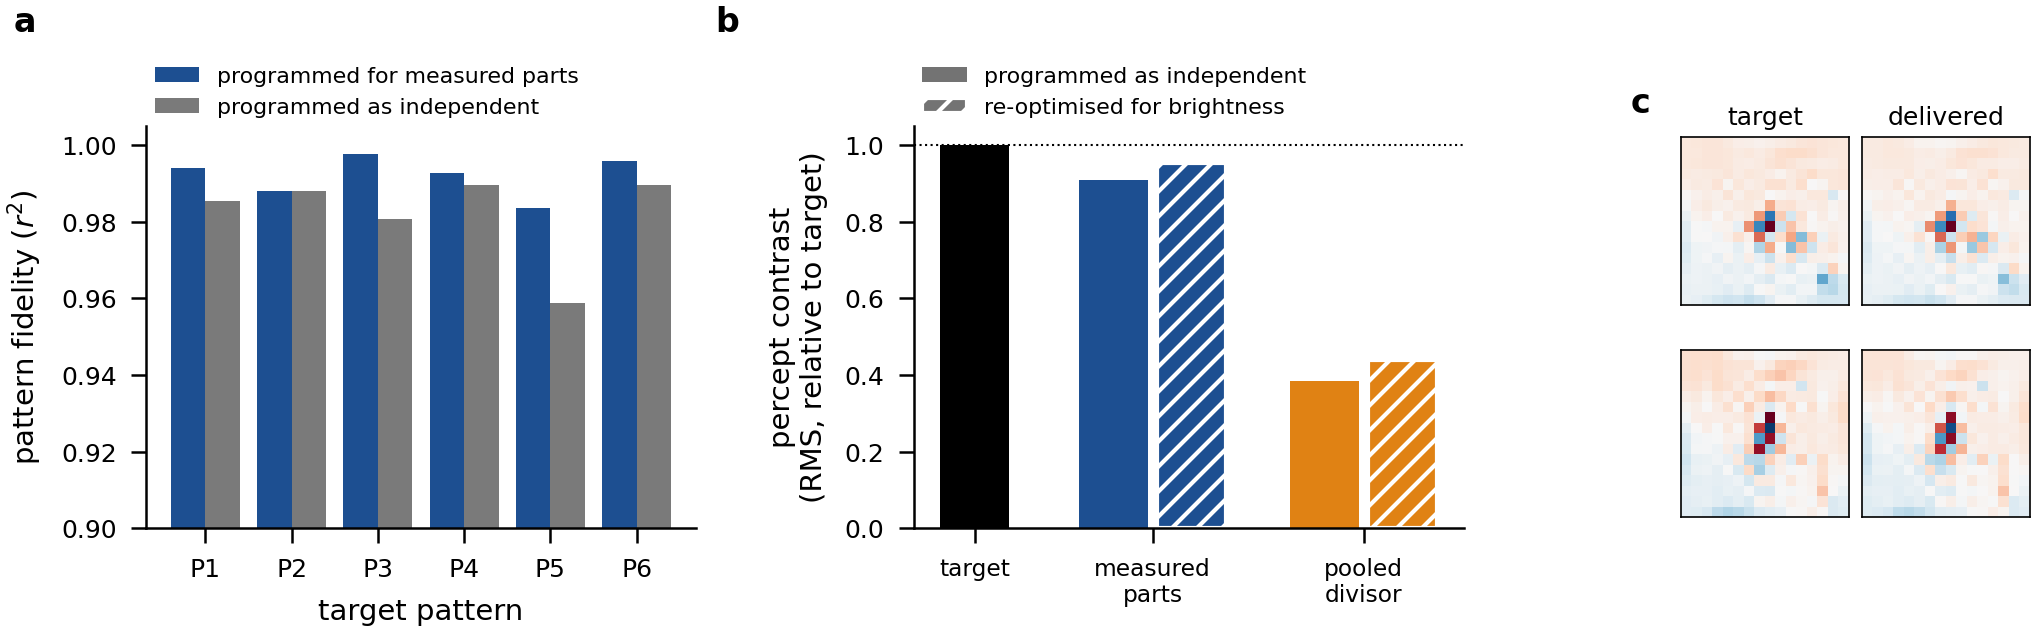 a
programmed for measured parts
programmed as independent
pattern fidelity (r²)
1.00
0.98
0.96
0.94
0.92
0.90
P1 P2 P3 P4 P5 P6
target pattern
b
programmed as independent
re-optimised for brightness
percept contrast
(RMS, relative to target)
1.0
0.8
0.6
0.4
0.2
0.0
target
measured
parts
pooled
divisor
c
target delivered